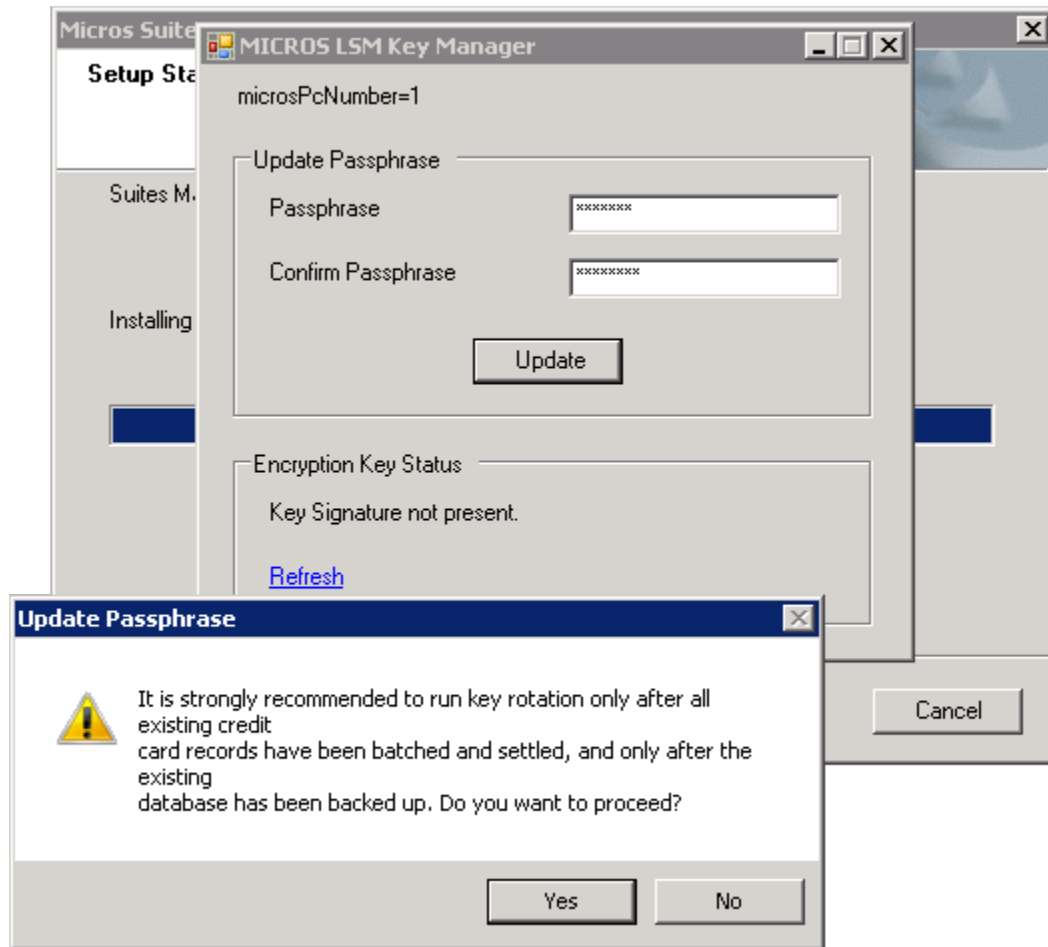 Micros Suite
MICROS LSM Key Manager
Setup Sta
microsPcNumber=1
Update Passphrase
Suites M
Passphrase
*******
Confirm Passphrase
********
Installing
Update
Encryption Key Status
Key Signature not present.
Refresh
Update Passphrase
It is strongly recommended to run key rotation only after all
existing credit
card records have been batched and settled, and only after the
existing
database has been backed up. Do you want to proceed?
Cancel
Yes
No